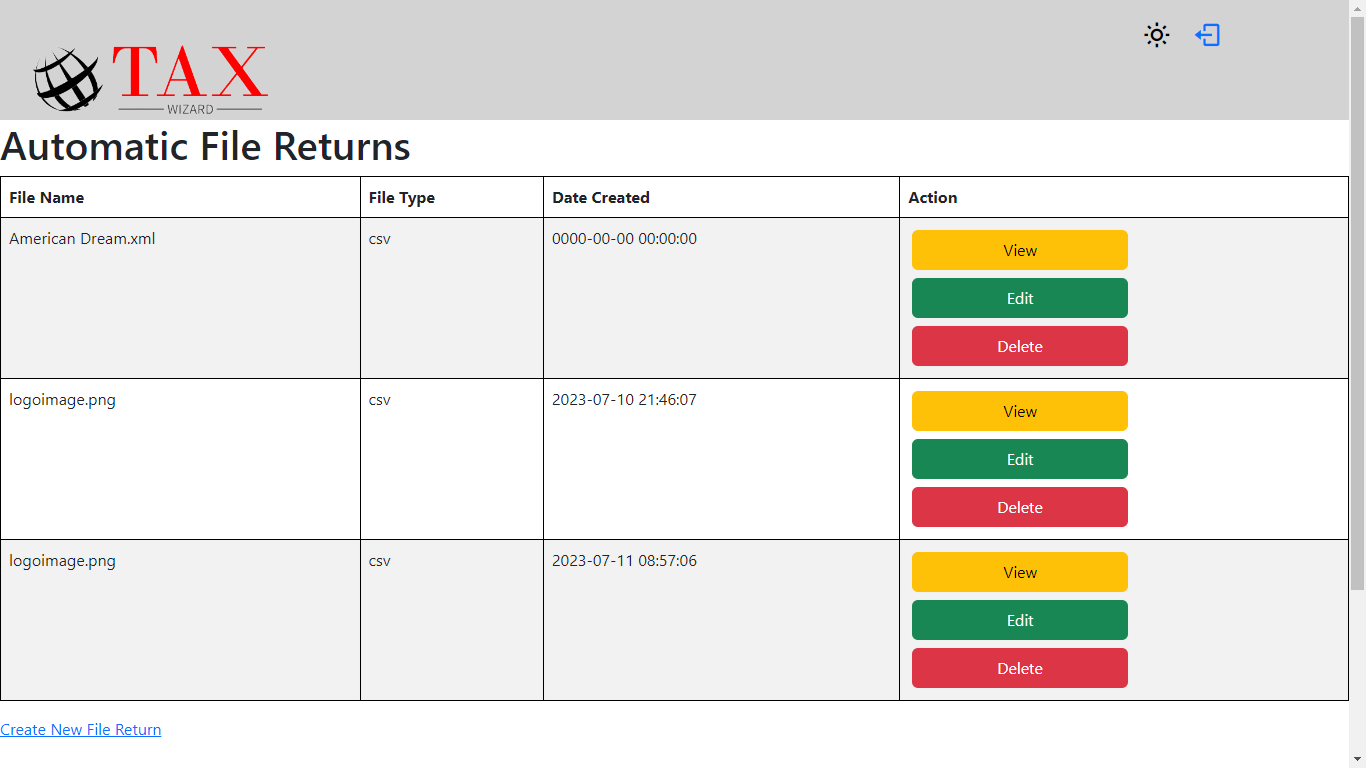 TAX
WIZARD
Automatic File Returns
File Name File Type Date Created Action
American Dream.xml csv 0000-00-00 00:00:00 View
Edit
Delete
logoimage.png csv 2023-07-10 21:46:07 View
Edit
Delete
logoimage.png csv 2023-07-11 08:57:06 View
Edit
Delete
Create New File Return